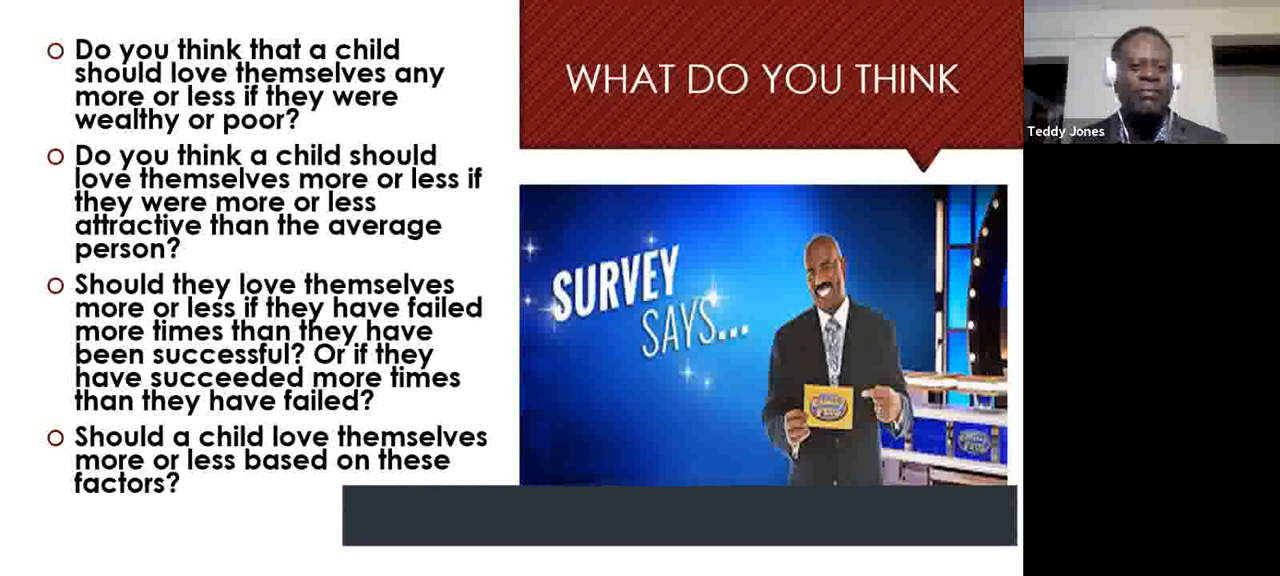 Do you think that a child
should love themselves any
more or less if they were
wealthy or poor?
Do you think a child should
love themselves more or less if
they were more or less
attractive than the average
person?
Should they love themselves
more or less if they have failed
more times than they have
been successful? Or if they
have succeeded more times
than they have failed?
Should a child love themselves
more or less based on these
factors?
WHAT DO YOU THINK
SURVEY
SAYS...
Teddy Jones